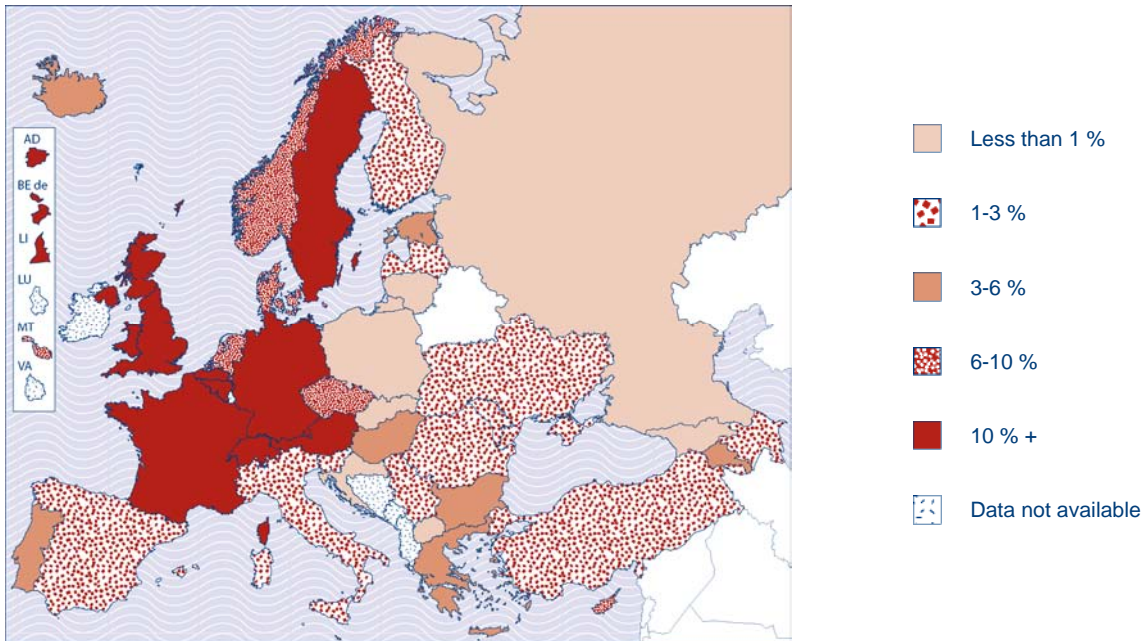 AD
BE de
LI
LU
MT
VA
Less than 1 %
1-3 %
3-6 %
6-10 %
10 % +
Data not available